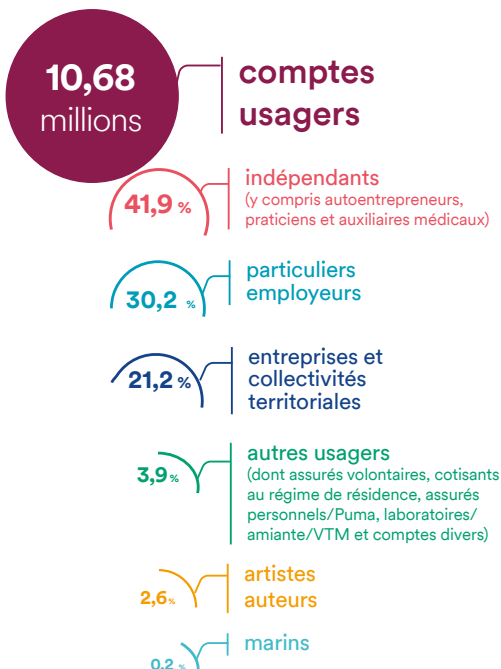 10,68
millions
comptes
usagers
41,9 %
indépendants
(y compris autoentrepreneurs,
praticiens et auxiliaires médicaux)
30,2 %
particuliers
employeurs
21,2 %
entreprises et
collectivités
territoriales
3,9 %
autres usagers
(dont assurés volontaires, cotisants
au régime de résidence, assurés
personnels/Puma, laboratoires/
amiante/VTM et comptes divers)
2,6 %
artistes
auteurs
0,2 %
marins